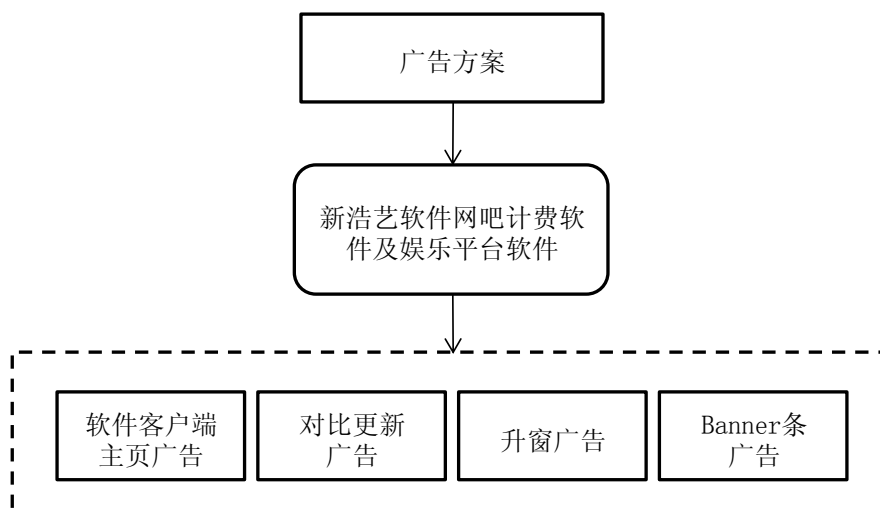 广告方案
新浩艺软件网吧计费软
件及娱乐平台软件
软件客户端
主页广告
对比更新
广告
升窗广告
Banner条
广告